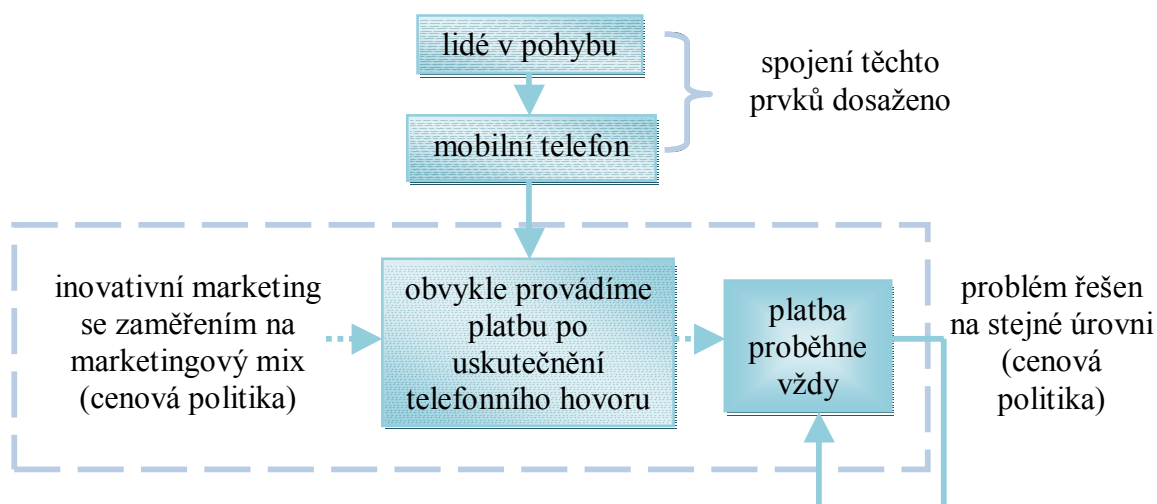 lidé v pohybu
spojení těchto
prvků dosaženo
mobilní telefon
inovativní marketing
se zaměřením na
marketingový mix
(cenová politika)
obvykle provádíme
platbu po
uskutečnění
telefonního hovoru
platba
proběhne
vždy
problém řešen
na stejné úrovni
(cenová
politika)